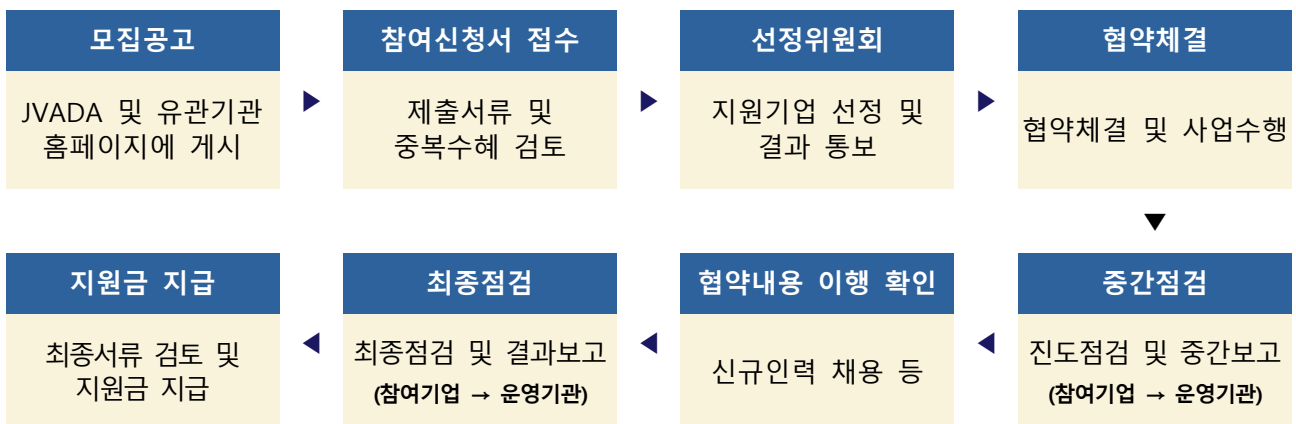 모집공고
JVADA 및 유관기관
홈페이지에 게시
▶
참여신청서 접수
제출서류 및
중복수혜 검토
▶
선정위원회
지원기업 선정 및
결과 통보
▶
협약체결
협약체결 및 사업수행
▼
중간점검
진도점검 및 중간보고
(참여기업 → 운영기관)
◀
협약내용 이행 확인
신규인력 채용 등
◀
최종점검
최종점검 및 결과보고
(참여기업 → 운영기관)
◀
지원금 지급
최종서류 검토 및
지원금 지급